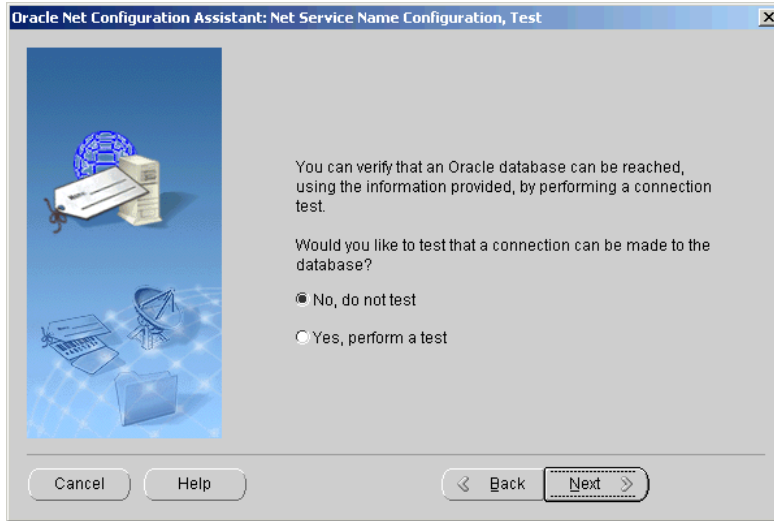 Oracle Net Configuration Assistant: Net Service Name Configuration, Test
You can verify that an Oracle database can be reached,
using the information provided, by performing a connection
test.
Would you like to test that a connection can be made to the
database?
No, do not test
Yes, perform a test
Cancel
Help
Back
Next